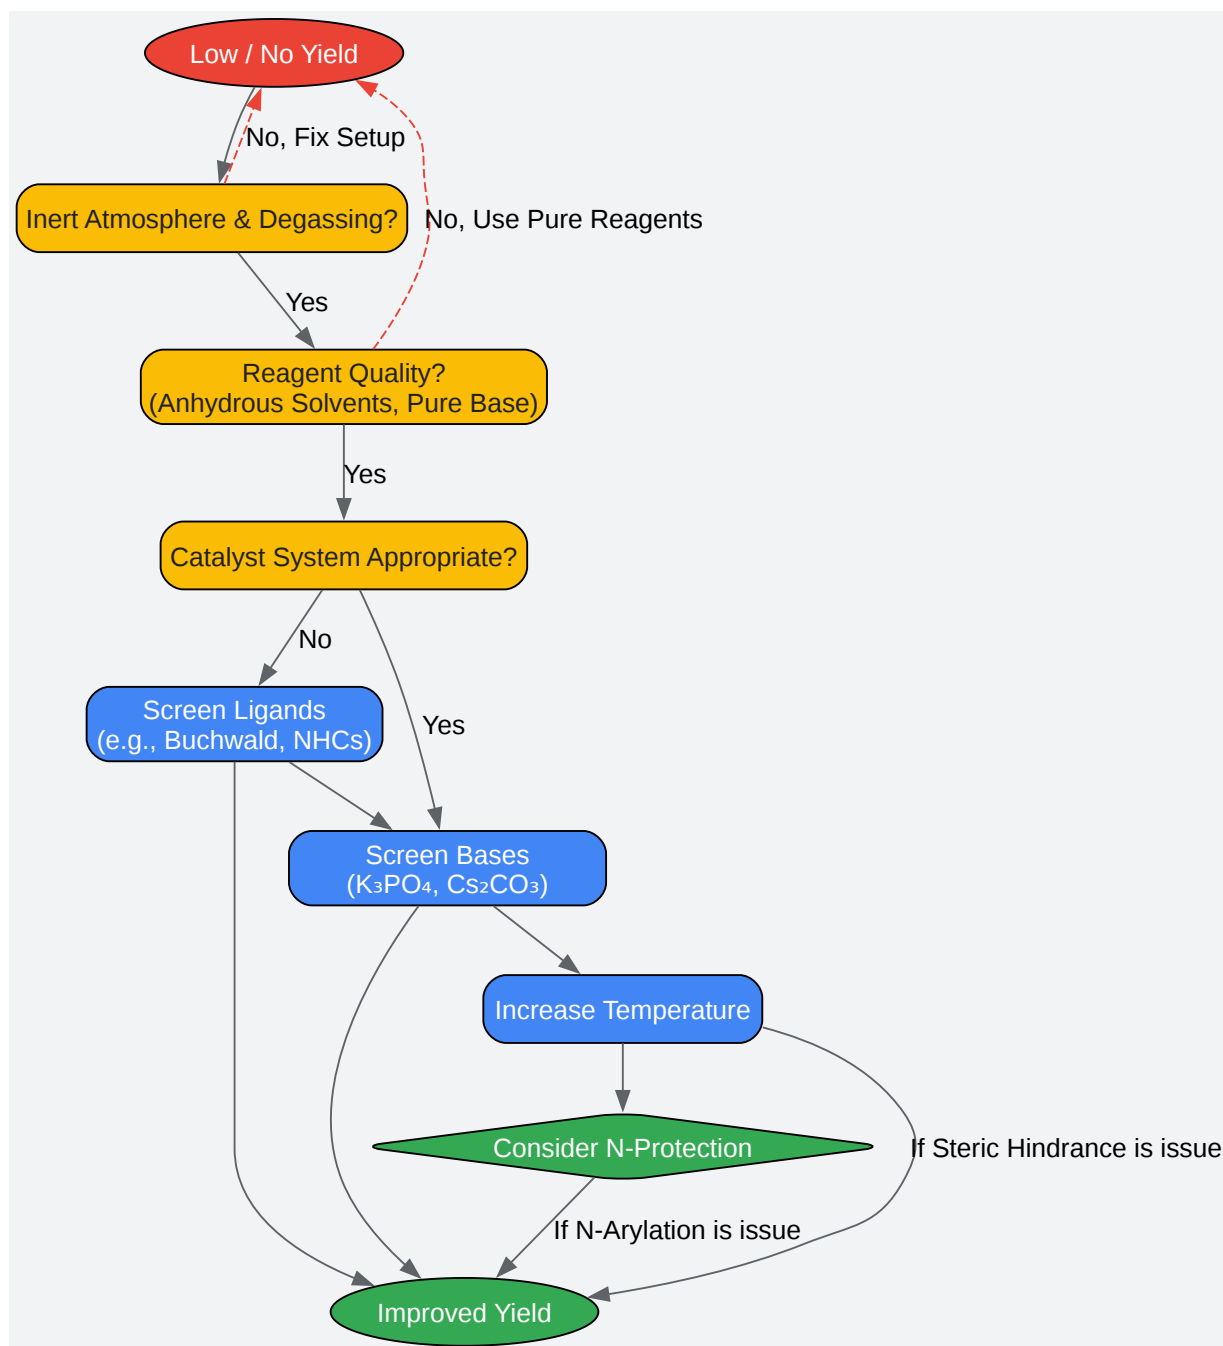 Low / No Yield
No, Fix Setup
Inert Atmosphere & Degassing?
No, Use Pure Reagents
Yes
Reagent Quality?
(Anhydrous Solvents, Pure Base)
Yes
Catalyst System Appropriate?
No
Screen Ligands
(e.g., Buchwald, NHCs)
Yes
Screen Bases
(K₃PO₄, Cs₂CO₃)
Increase Temperature
Consider N-Protection
If Steric Hindrance is issue
If N-Arylation is issue
Improved Yield